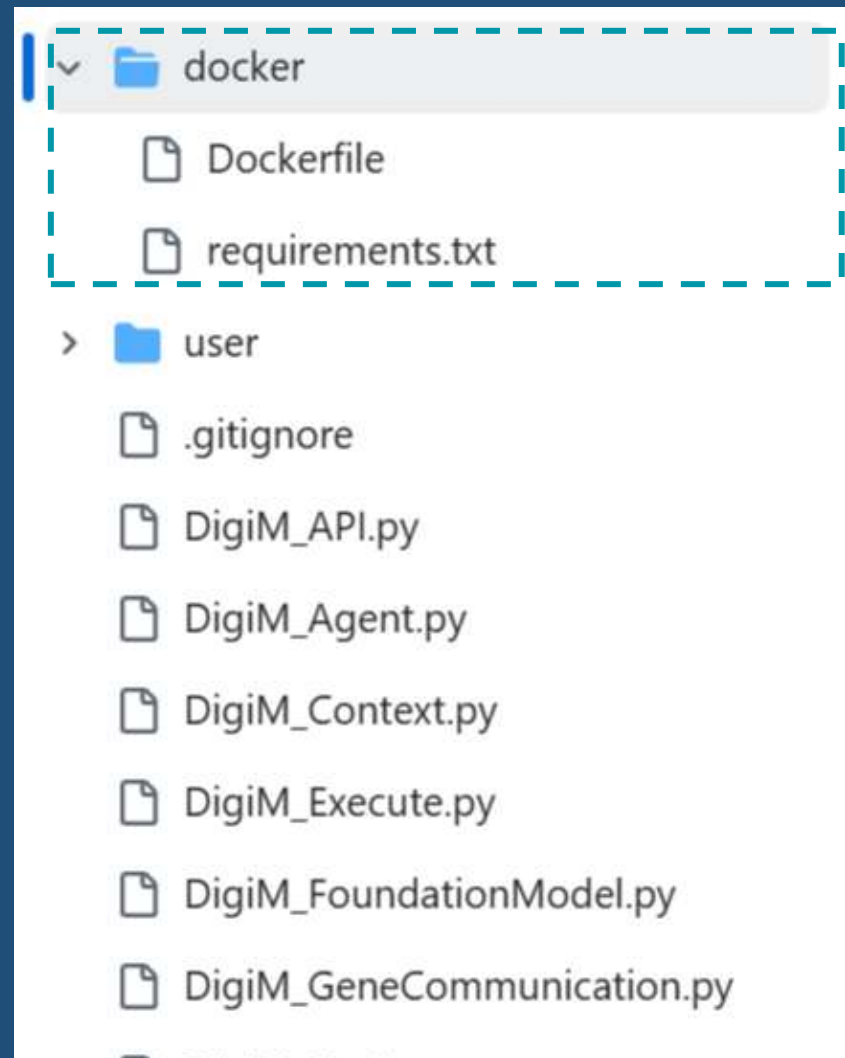 docker
Dockerfile
requirements.txt
user
.gitignore
DigiM_API.py
DigiM_Agent.py
DigiM_Context.py
DigiM_Execute.py
DigiM_FoundationModel.py
DigiM_GeneCommunication.py